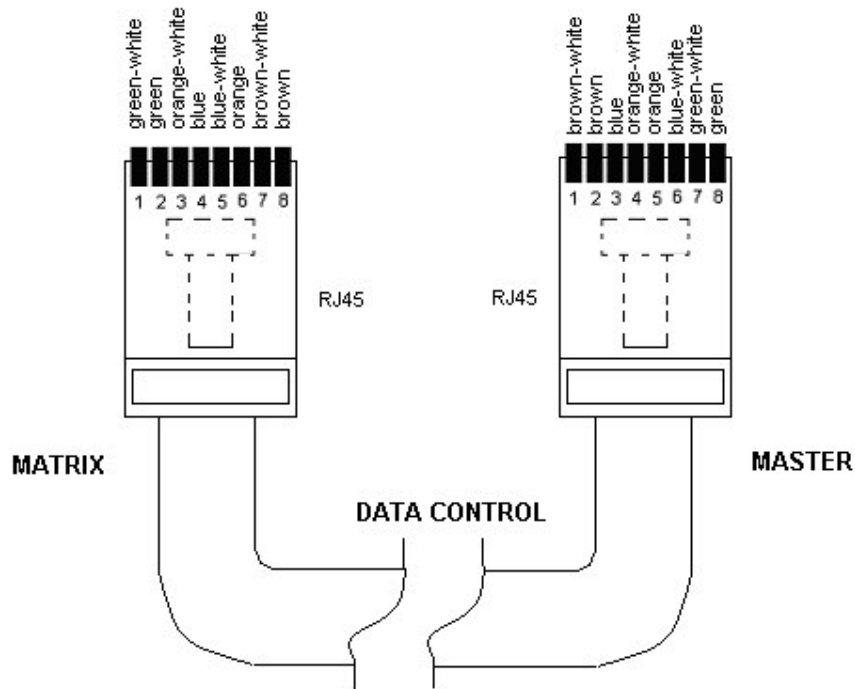 green-white
green
orange-white
blue
blue-white
orange
brown-white
brown
1 2 3 4 5 6 7 8
RJ45
MATRIX
brown-white
brown
blue
orange-white
orange
blue-white
green-white
green
1 2 3 4 5 6 7 8
RJ45
MASTER
DATA CONTROL